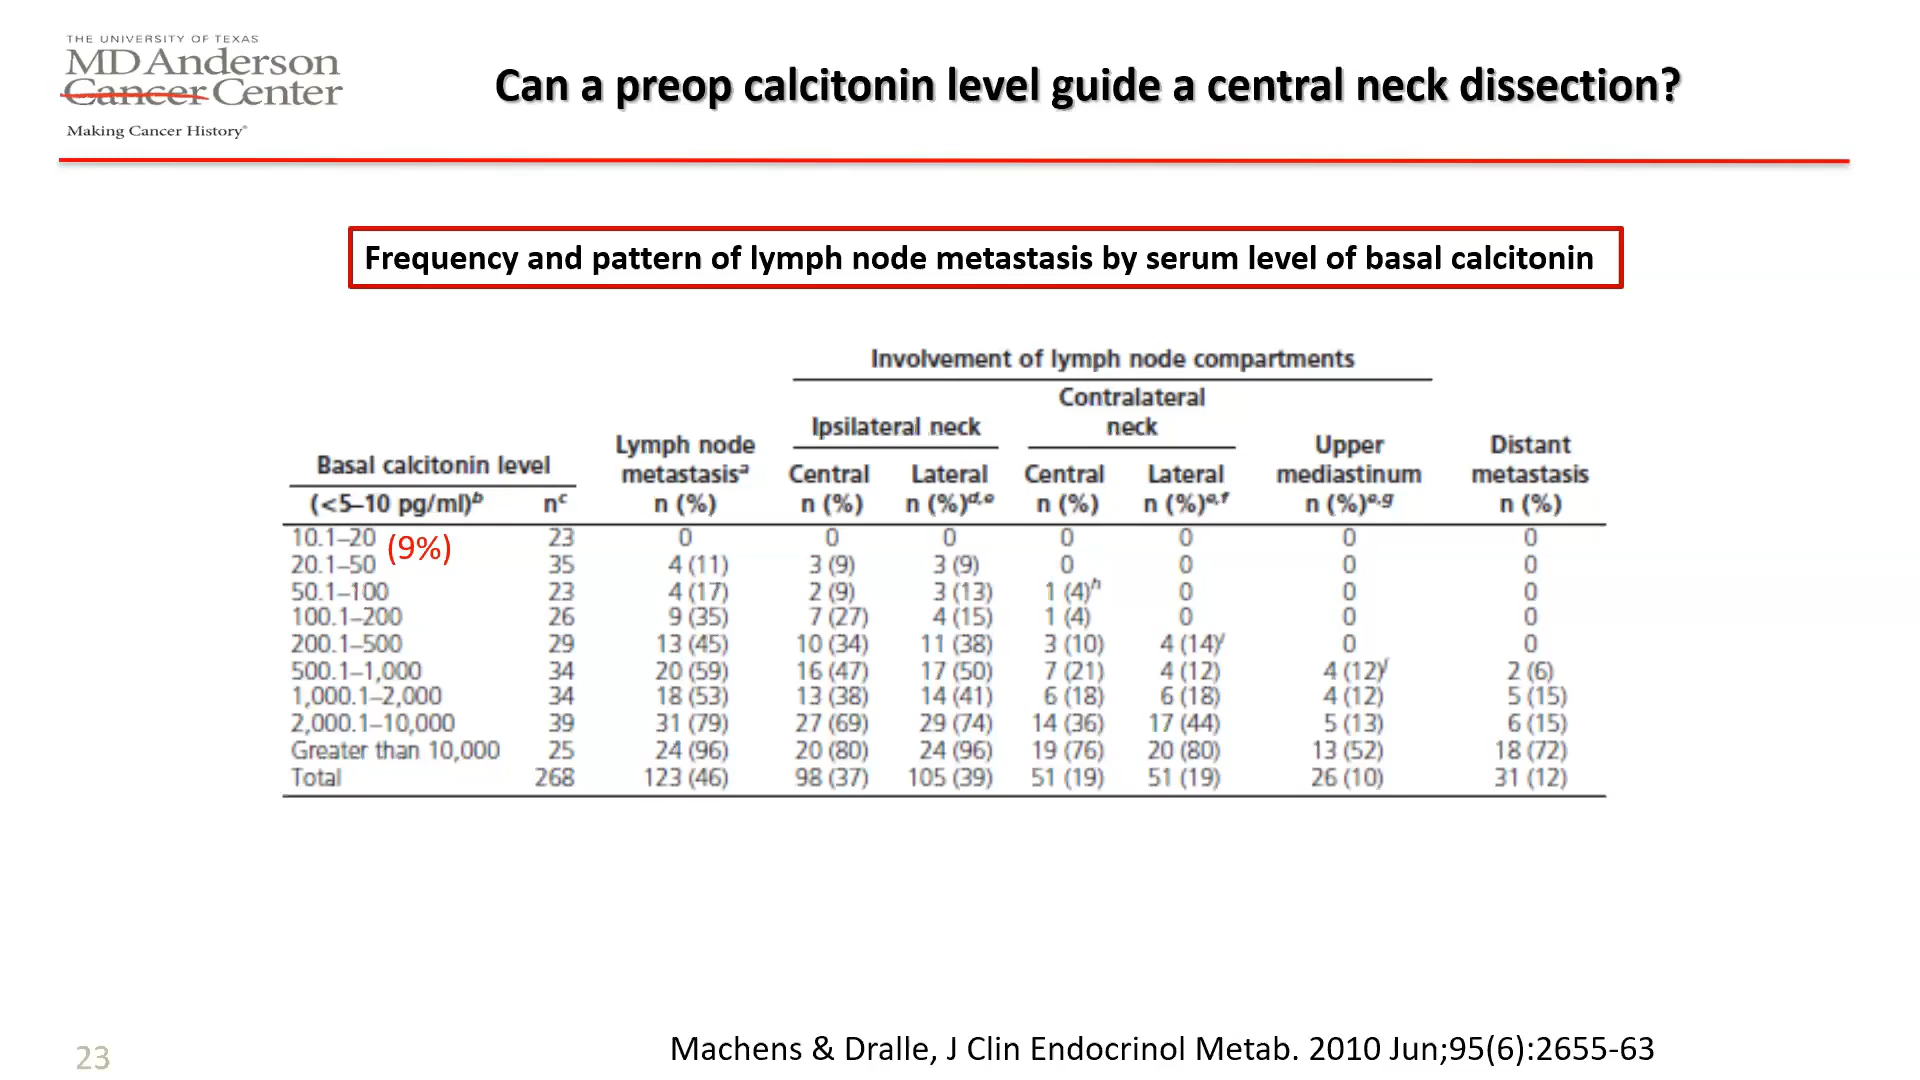 THE UNIVERSITY OF TEXAS
MD Anderson
Cancer Center
Making Cancer History®
Can a preop calcitonin level guide a central neck dissection?
Frequency and pattern of lymph node metastasis by serum level of basal calcitonin
Involvement of lymph node compartments
Contralateral
Ipsilateral neck neck
Lymph node Upper Distant
Basal calcitonin level metastasisᵃ Central Lateral Central Lateral mediastinum metastasis
(<5–10 pg/ml)ᵇ nᶜ n (%) n (%) n (%)ᵈ,ᵉ n (%) n (%)ᵉ,ᶠ n (%)ᵉ,ᵍ n (%)
10.1–20 23 0 0 0 0 0 0 0
(9%)
20.1–50 35 4 (11) 3 (9) 3 (9) 0 0 0 0
50.1–100 23 4 (17) 2 (9) 3 (13) 1 (4)ʰ 0 0 0
100.1–200 26 9 (35) 7 (27) 4 (15) 1 (4) 0 0 0
200.1–500 29 13 (45) 10 (34) 11 (38) 3 (10) 4 (14)ⁱ 0 0
500.1–1,000 34 20 (59) 16 (47) 17 (50) 7 (21) 4 (12) 4 (12)ʲ 2 (6)
1,000.1–2,000 34 18 (53) 13 (38) 14 (41) 6 (18) 6 (18) 4 (12) 5 (15)
2,000.1–10,000 39 31 (79) 27 (69) 29 (74) 14 (36) 17 (44) 5 (13) 6 (15)
Greater than 10,000 25 24 (96) 20 (80) 24 (96) 19 (76) 20 (80) 13 (52) 18 (72)
Total 268 123 (46) 98 (37) 105 (39) 51 (19) 51 (19) 26 (10) 31 (12)
Machens & Dralle, J Clin Endocrinol Metab. 2010 Jun;95(6):2655-63
23